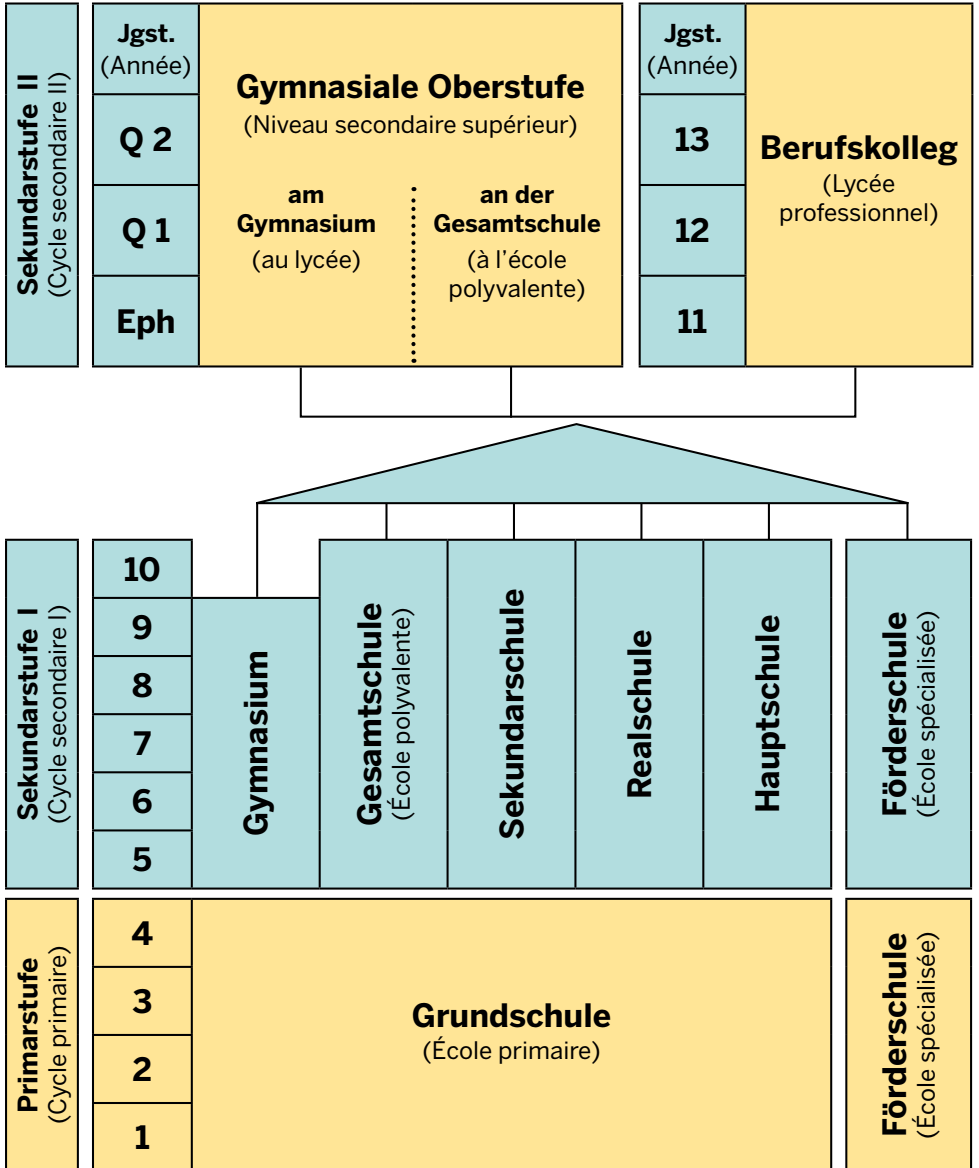 Sekundarstufe II
(Cycle secondaire II)
Jgst.
(Année)
Q 2
Q 1
Eph
Gymnasiale Oberstufe
(Niveau secondaire supérieur)
am
Gymnasium
(au lycée)
an der
Gesamtschule
(à l'école
polyvalente)
Jgst.
(Année)
13
12
11
Berufskolleg
(Lycée
professionnel)
Sekundarstufe I
(Cycle secondaire I)
10
9
8
7
6
5
Gymnasium
Gesamtschule
(École polyvalente)
Sekundarschule
Realschule
Hauptschule
Förderschule
(École spécialisée)
Primarstufe
(Cycle primaire)
4
3
2
1
Grundschule
(École primaire)
Förderschule
(École spécialisée)